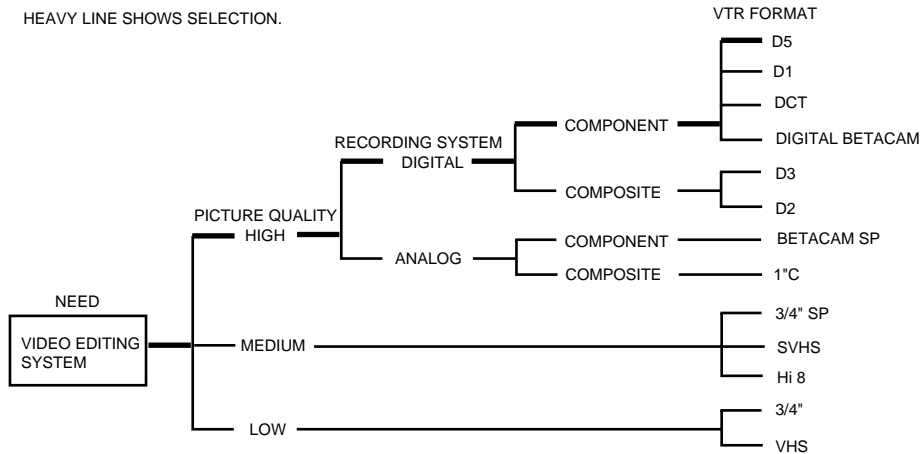 HEAVY LINE SHOWS SELECTION.
VTR FORMAT
D5
D1
DCT
DIGITAL BETACAM
COMPONENT
RECORDING SYSTEM
DIGITAL
COMPOSITE
D3
D2
PICTURE QUALITY
HIGH
ANALOG
COMPONENT
BETACAM SP
COMPOSITE
1"C
NEED
VIDEO EDITING
SYSTEM
MEDIUM
3/4" SP
SVHS
Hi 8
LOW
3/4"
VHS